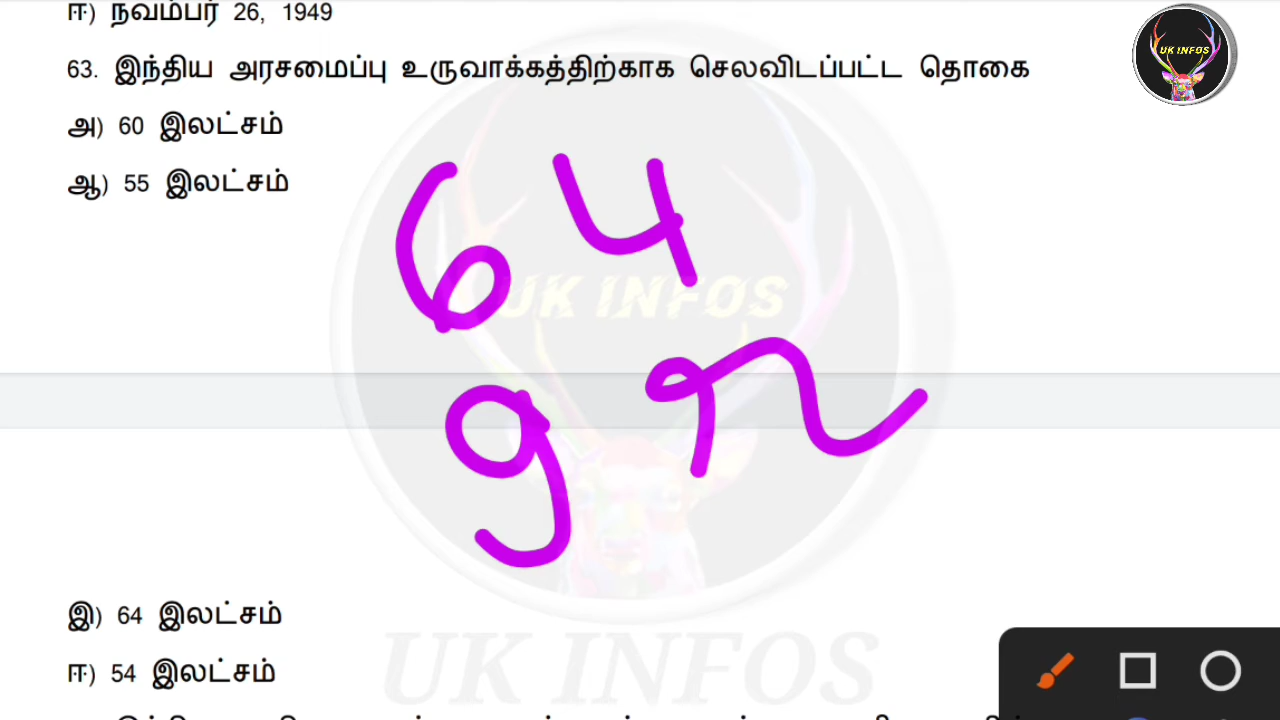 ஈ) நவம்பர் 26, 1949
UK INFOS
63. இந்திய அரசமைப்பு உருவாக்கத்திற்காக செலவிடப்பட்ட தொகை
அ) 60 இலட்சம்
ஆ) 55 இலட்சம்
64
UK INFOS
இ) 64 இலட்சம்
ஈ) 54 இலட்சம்
UK INFOS